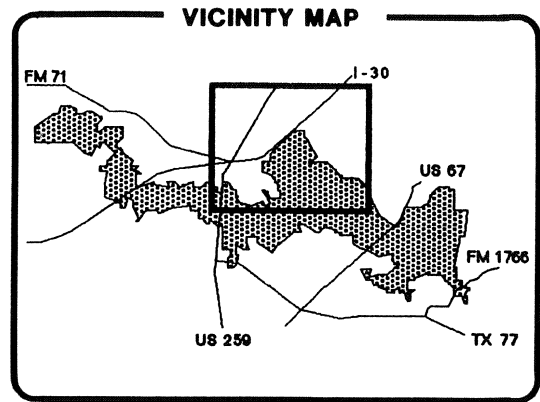 VICINITY MAP
FM 71
I-30
US 67
FM 1766
US 259
TX 77